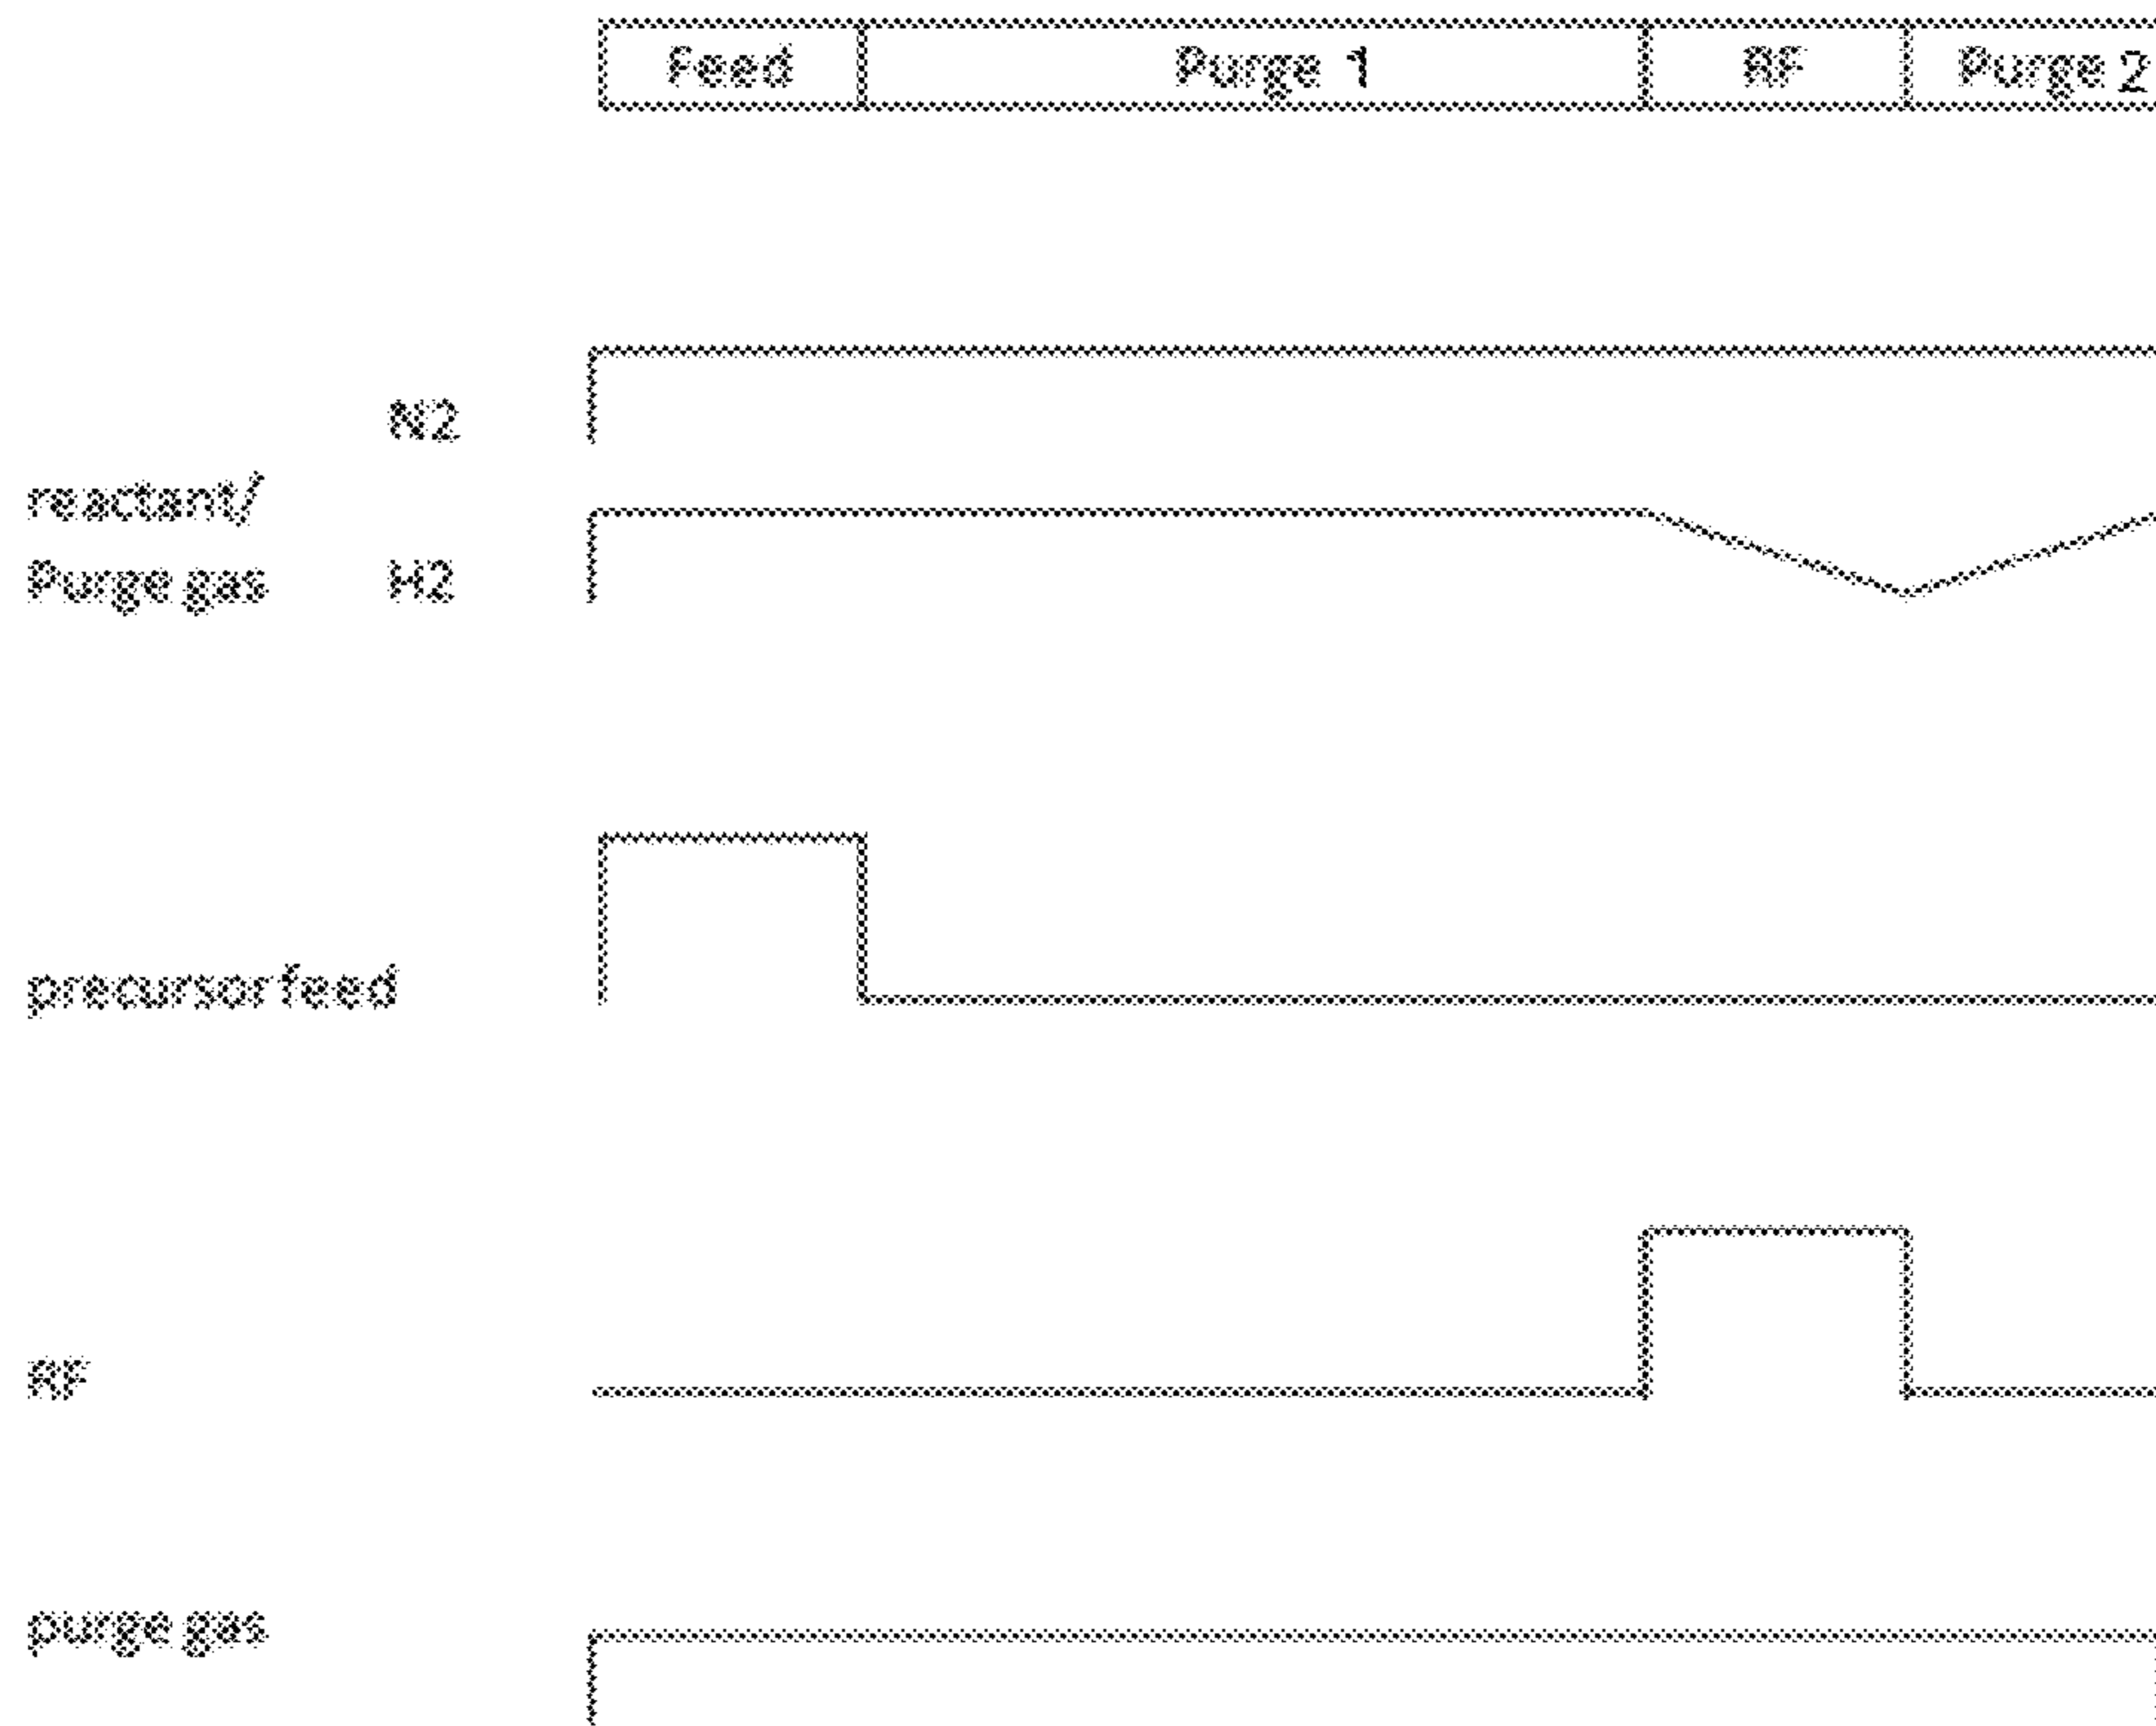 Feed Purge 1 RF Purge 2
N2
reactant/
Purge gas H2
precursor feed
RF
purge gas